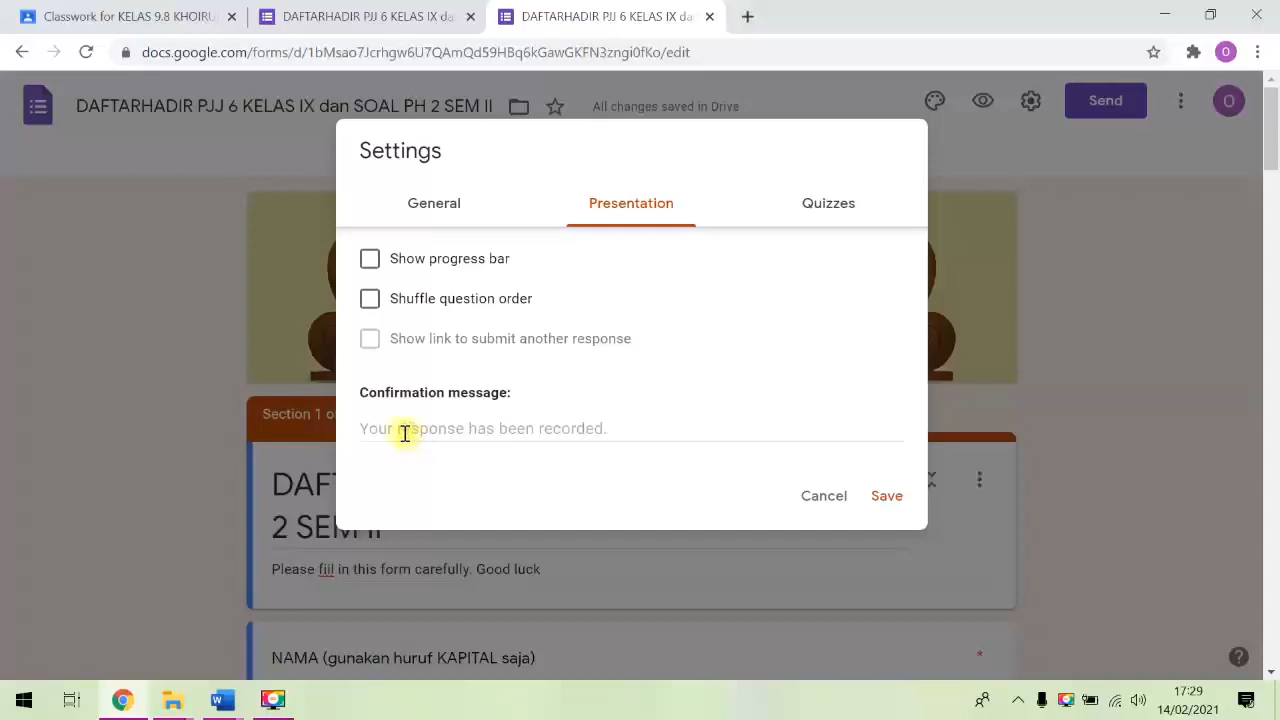 Classwork for KELAS 9.8 KHOIRU
DAFTARHADIR PJJ 6 KELAS IX da
DAFTARHADIR PJJ 6 KELAS IX da
docs.google.com/forms/d/1bMsao7Jcrhgw6U7QAmQd59HBq6kGawGKFN3zngi0fKo/edit
O
DAFTARHADIR PJJ 6 KELAS IX dan SOAL PH 2 SEM II
All changes saved in Drive
Send
O
Settings
General
Presentation
Quizzes
Show progress bar
Shuffle question order
Show link to submit another response
Confirmation message:
Your response has been recorded.
Cancel
Save
Section 1 o
DAF
2 SEM II
Please fiil in this form carefully. Good luck
NAMA (gunakan huruf KAPITAL saja)
*
17:29
14/02/2021